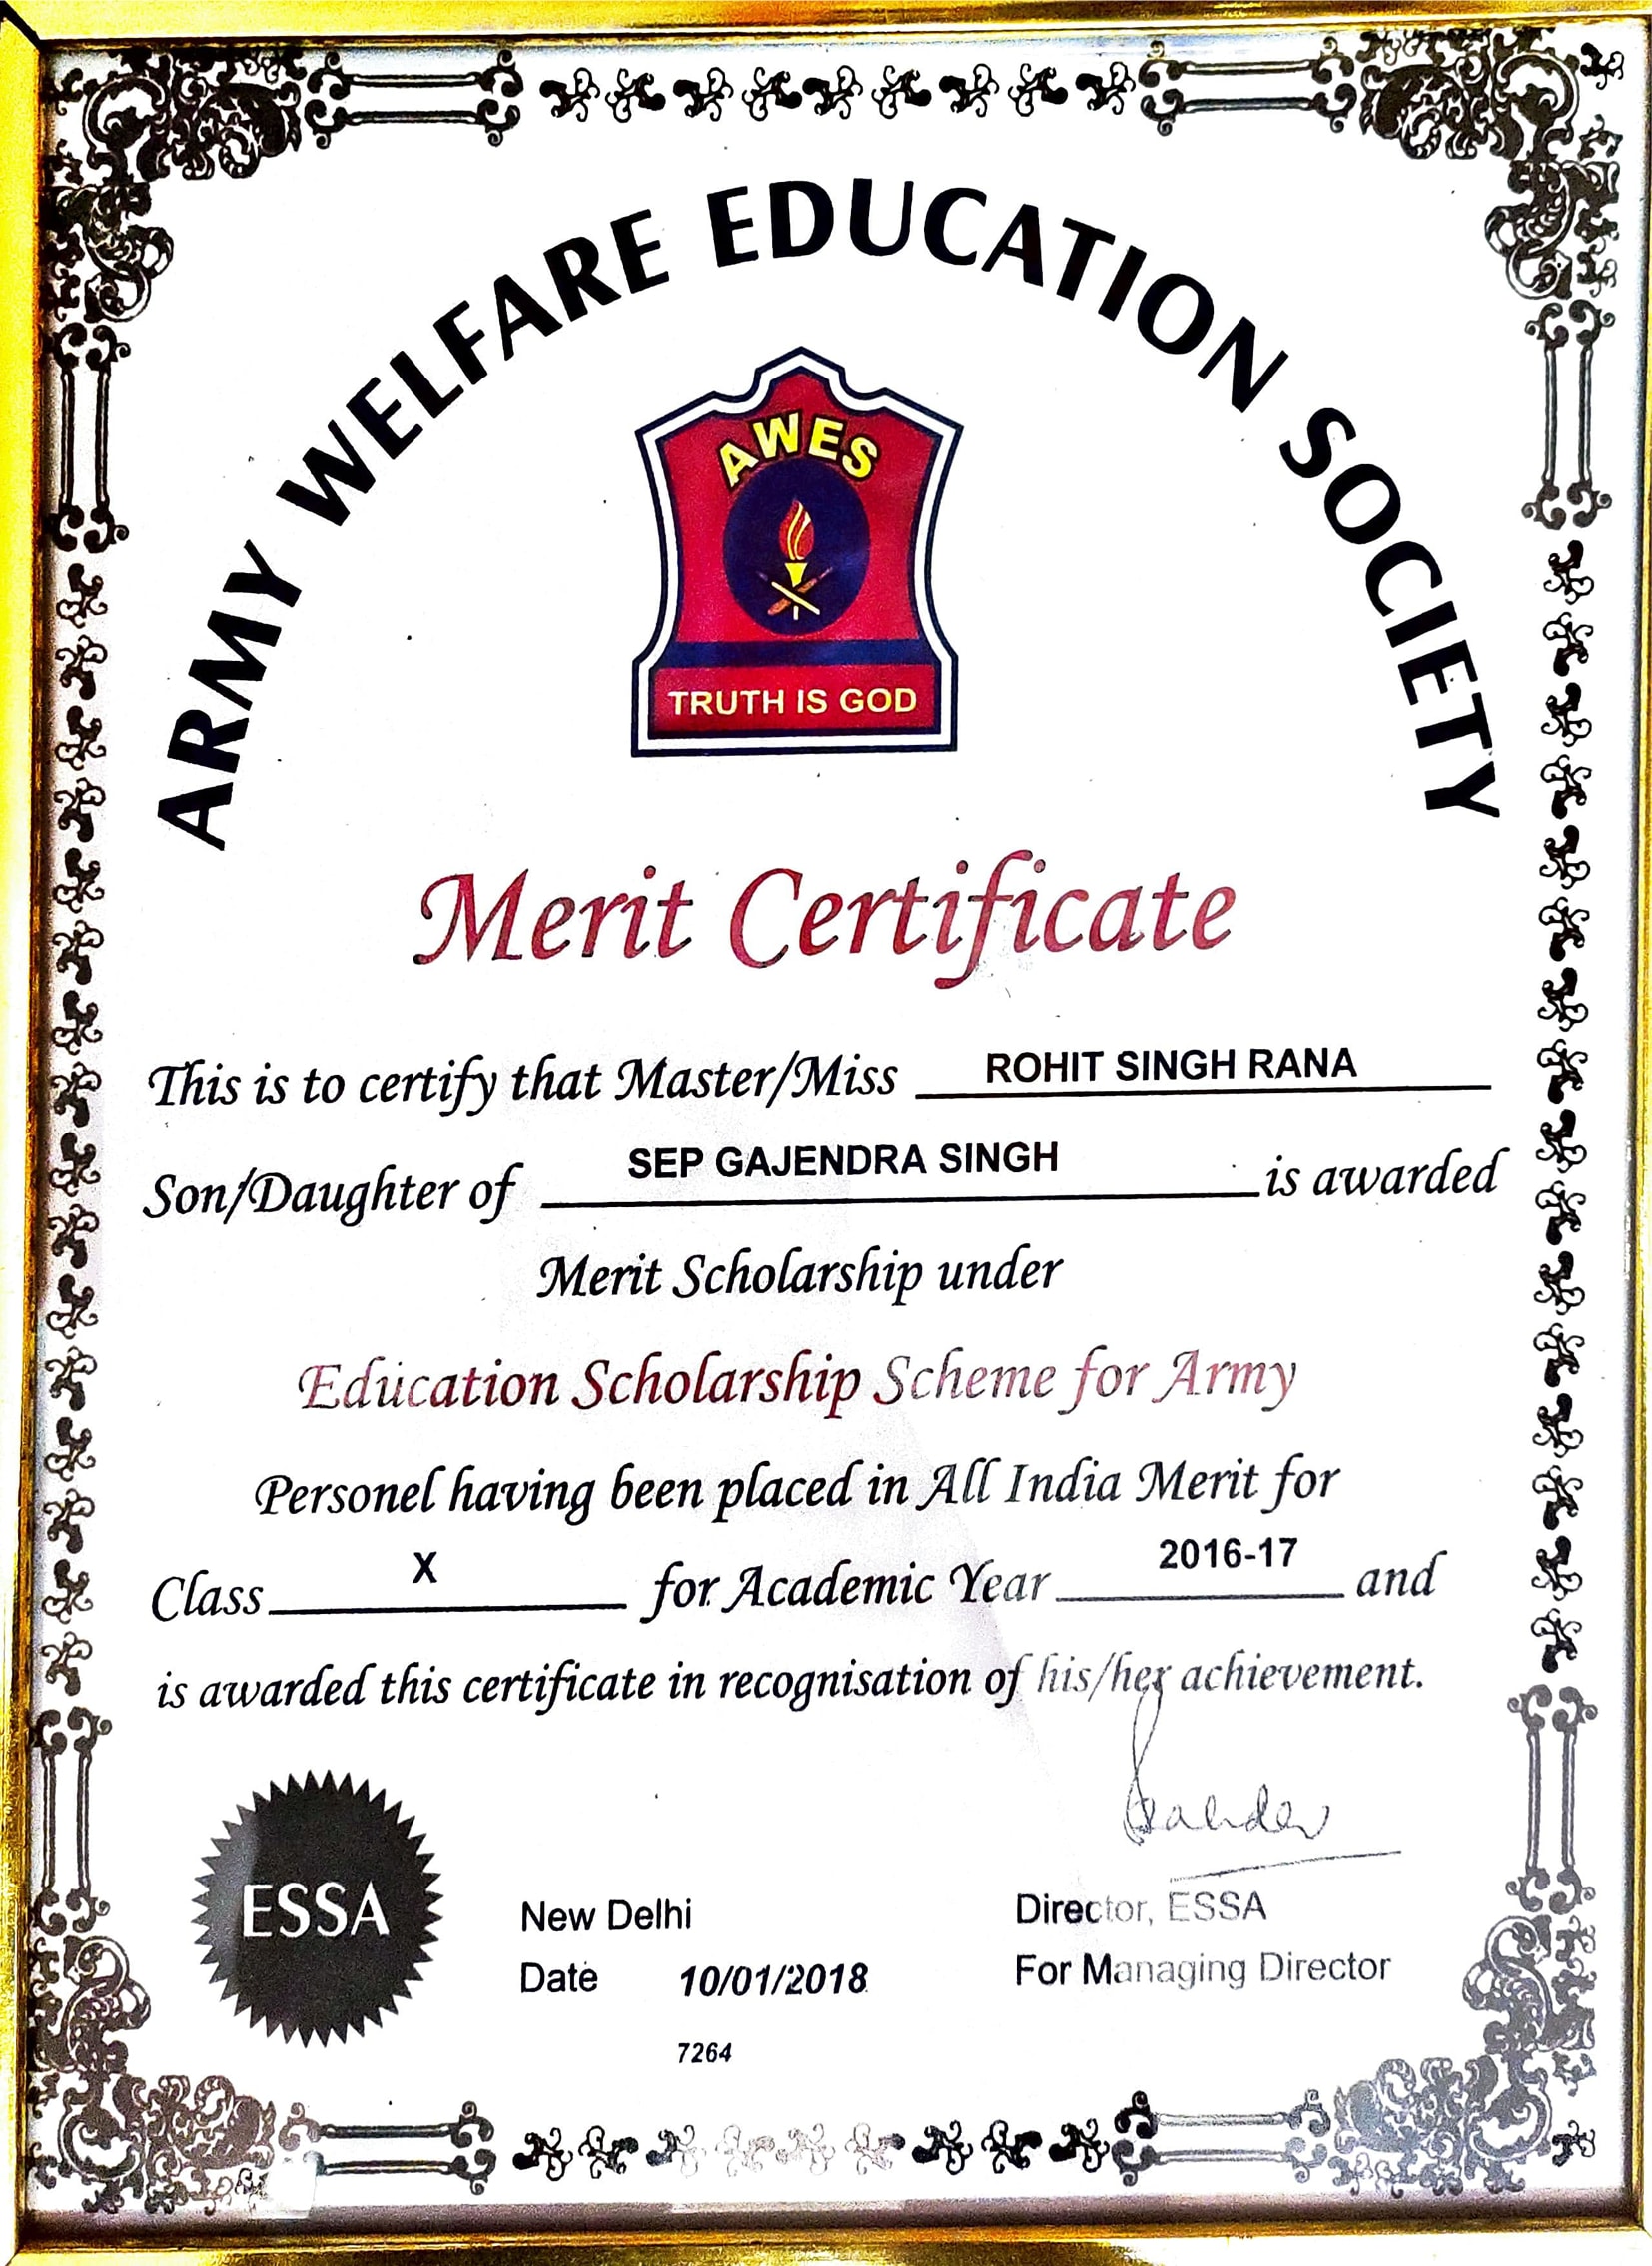 ARMY WELFARE EDUCATION SOCIETY
AWES
TRUTH IS GOD
Merit Certificate
This is to certify that Master/Miss ROHIT SINGH RANA
Son/Daughter of SEP GAJENDRA SINGH is awarded
Merit Scholarship under
Education Scholarship Scheme for Army
Personel having been placed in All India Merit for
Class X for Academic Year 2016-17 and
is awarded this certificate in recognisation of his/her achievement.
ESSA
New Delhi
Date 10/01/2018
7264
Director, ESSA
For Managing Director